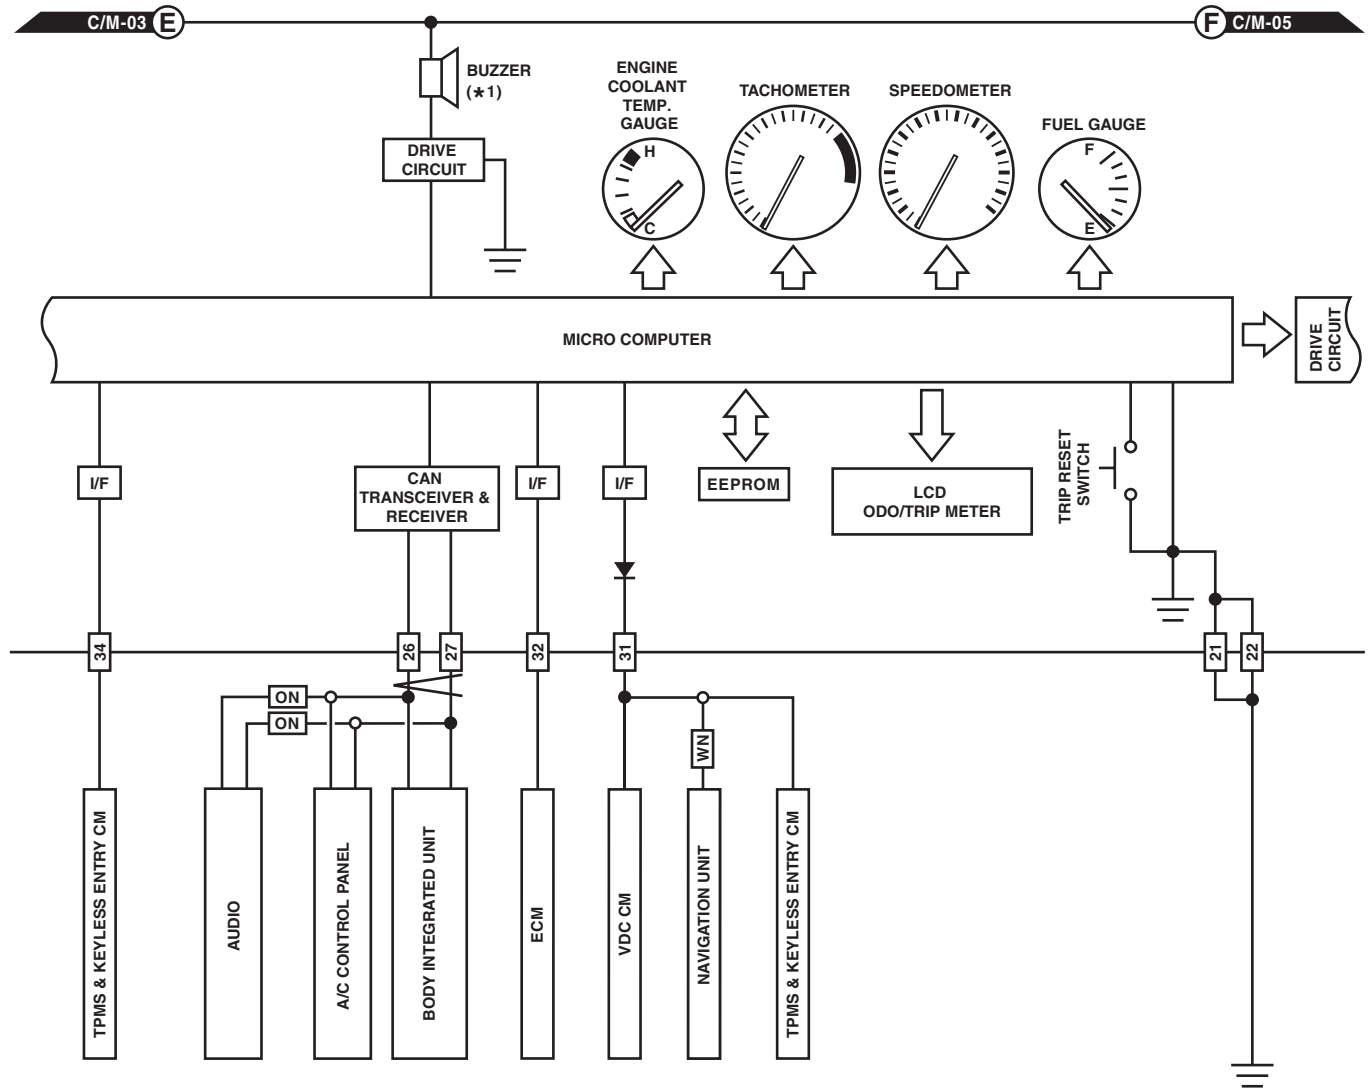 C/M-03 E
F C/M-05
BUZZER
(*1)
DRIVE
CIRCUIT
ENGINE
COOLANT
TEMP.
GAUGE
H
C
TACHOMETER
SPEEDOMETER
FUEL GAUGE
F
E
MICRO COMPUTER
DRIVE
CIRCUIT
I/F
CAN
TRANSCEIVER &
RECEIVER
I/F
I/F
EEPROM
LCD
ODO/TRIP METER
TRIP RESET
SWITCH
34
26
27
32
31
21
22
ON
ON
WN
TPMS & KEYLESS ENTRY CM
AUDIO
A/C CONTROL PANEL
BODY INTEGRATED UNIT
ECM
VDC CM
NAVIGATION UNIT
TPMS & KEYLESS ENTRY CM